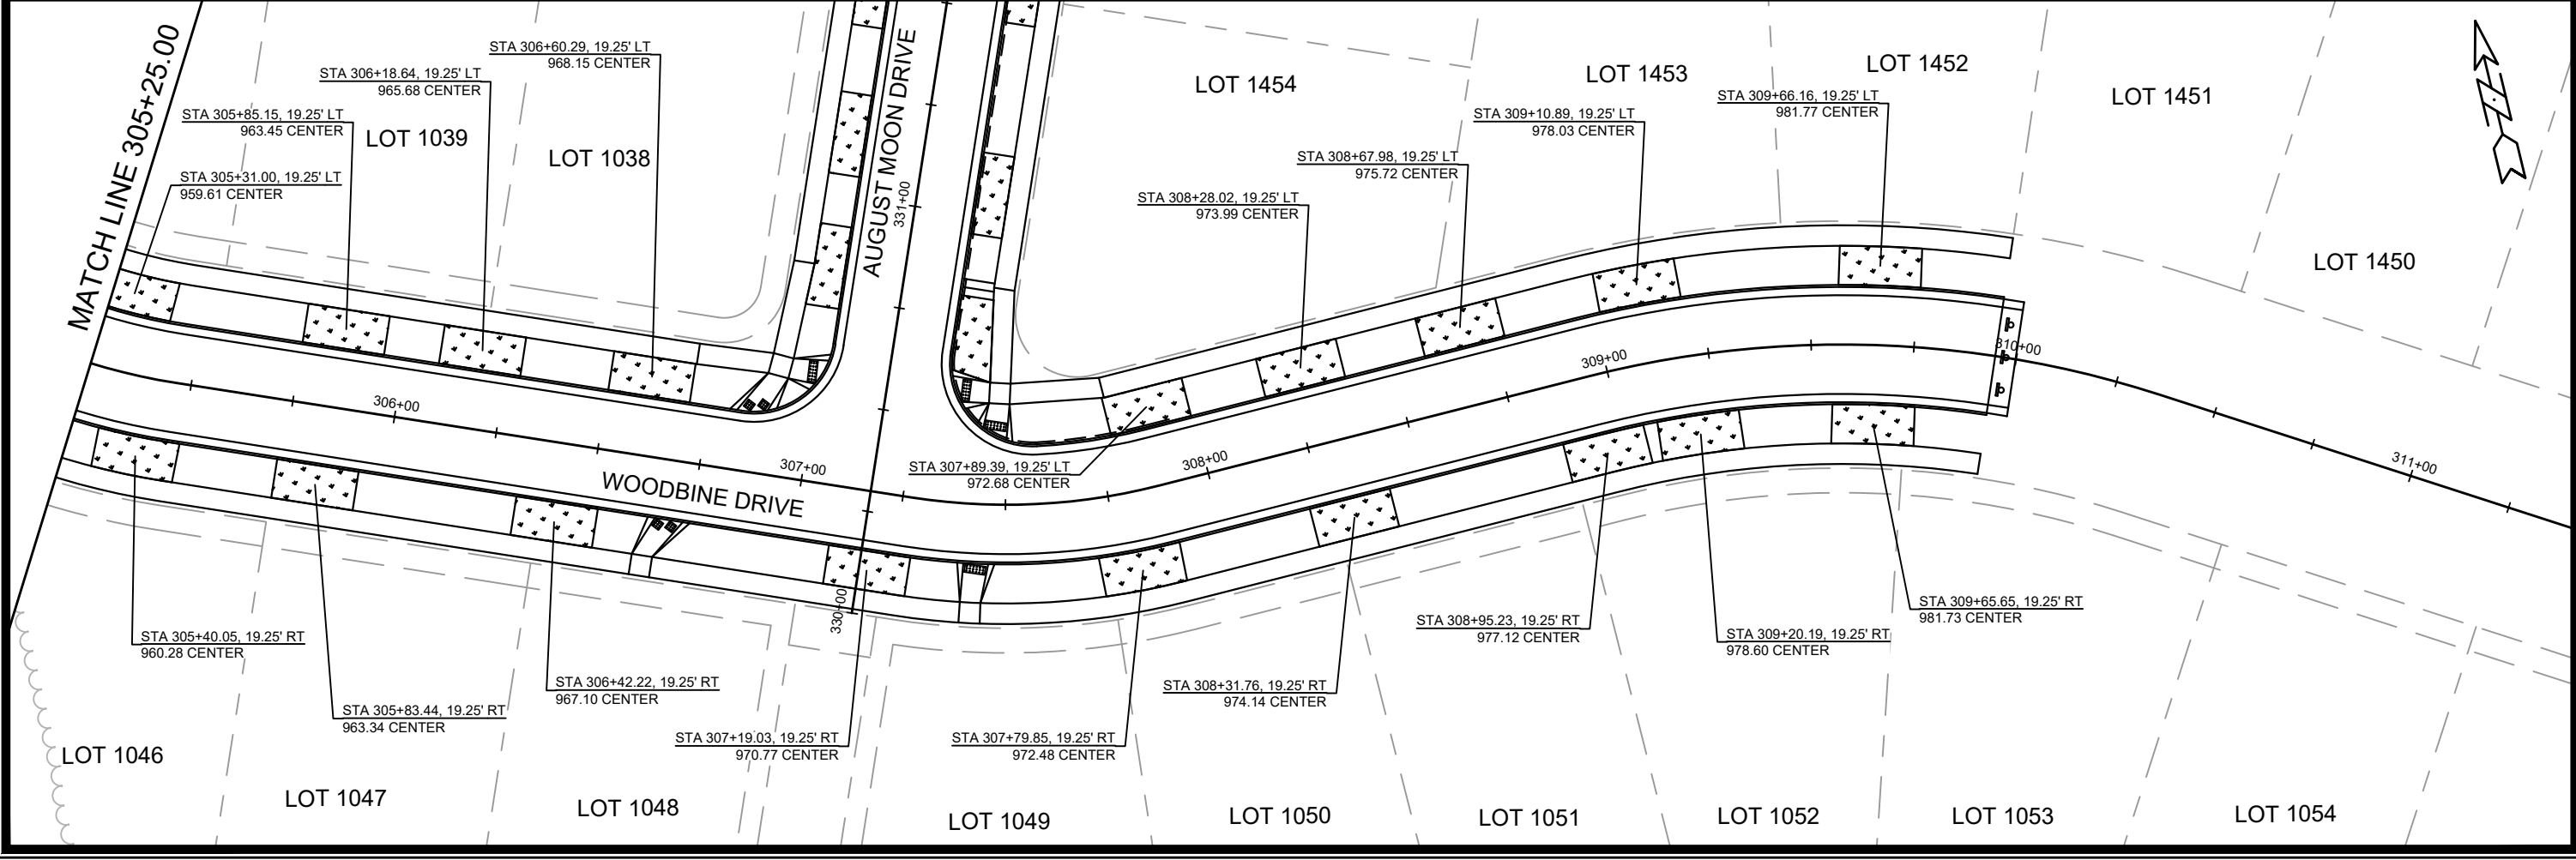 MATCH LINE 305+25.00
STA 306+60.29, 19.25' LT
968.15 CENTER
STA 306+18.64, 19.25' LT
965.68 CENTER
STA 305+85.15, 19.25' LT
963.45 CENTER
STA 305+31.00, 19.25' LT
959.61 CENTER
LOT 1039
LOT 1038
AUGUST MOON DRIVE
331+00
LOT 1454
LOT 1453
LOT 1452
LOT 1451
LOT 1450
STA 309+66.16, 19.25' LT
981.77 CENTER
STA 309+10.89, 19.25' LT
978.03 CENTER
STA 308+67.98, 19.25' LT
975.72 CENTER
STA 308+28.02, 19.25' LT
973.99 CENTER
310+00
309+00
306+00
307+00
308+00
311+00
STA 307+89.39, 19.25' LT
972.68 CENTER
WOODBINE DRIVE
330+00
STA 305+40.05, 19.25' RT
960.28 CENTER
STA 305+83.44, 19.25' RT
963.34 CENTER
STA 306+42.22, 19.25' RT
967.10 CENTER
STA 307+19.03, 19.25' RT
970.77 CENTER
STA 307+79.85, 19.25' RT
972.48 CENTER
STA 308+31.76, 19.25' RT
974.14 CENTER
STA 308+95.23, 19.25' RT
977.12 CENTER
STA 309+20.19, 19.25' RT
978.60 CENTER
STA 309+65.65, 19.25' RT
981.73 CENTER
LOT 1046
LOT 1047
LOT 1048
LOT 1049
LOT 1050
LOT 1051
LOT 1052
LOT 1053
LOT 1054